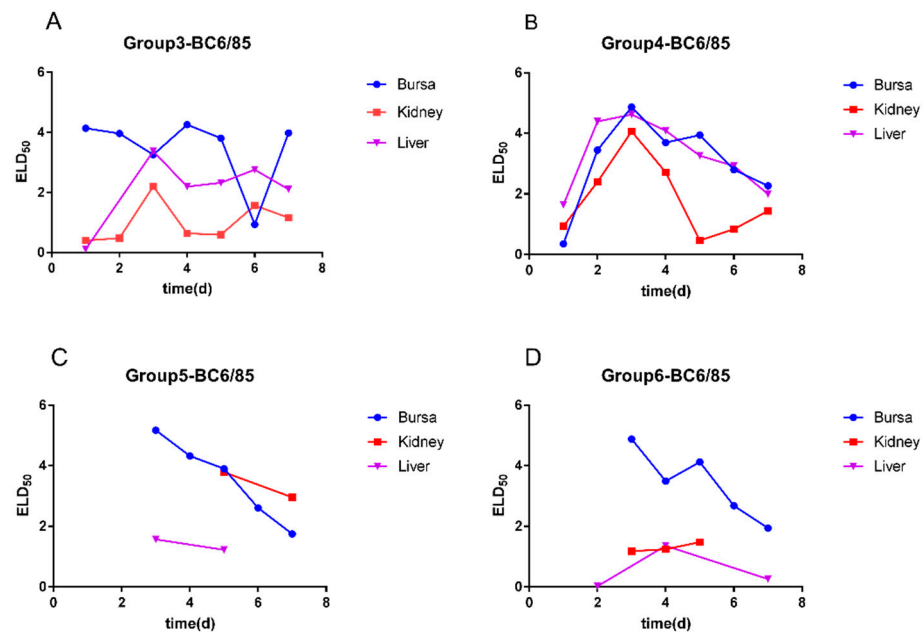 A
Group3-BC6/85
6
4
2
0
ELD50
0 2 4 6 8
time(d)
Bursa
Kidney
Liver
B
Group4-BC6/85
6
4
2
0
ELD50
0 2 4 6 8
time(d)
Bursa
Kidney
Liver
C
Group5-BC6/85
6
4
2
0
ELD50
0 2 4 6 8
time(d)
Bursa
Kidney
Liver
D
Group6-BC6/85
6
4
2
0
ELD50
0 2 4 6 8
time(d)
Bursa
Kidney
Liver